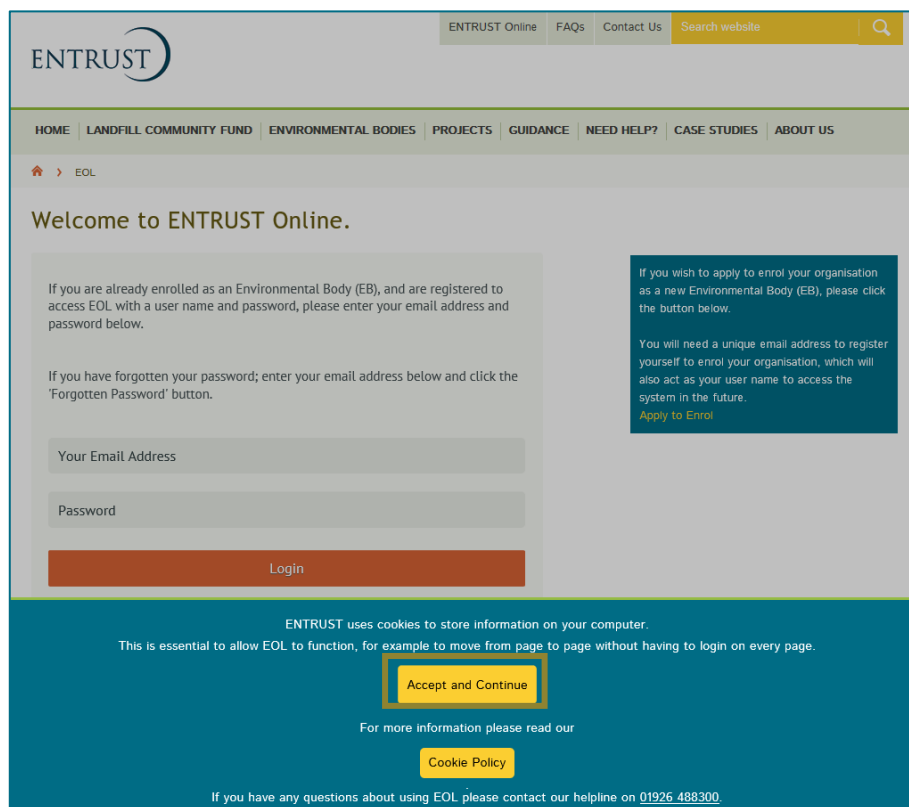 ENTRUST Online FAQs Contact Us Search website
ENTRUST
HOME LANDFILL COMMUNITY FUND ENVIRONMENTAL BODIES PROJECTS GUIDANCE NEED HELP? CASE STUDIES ABOUT US
EOL
Welcome to ENTRUST Online.
If you are already enrolled as an Environmental Body (EB), and are registered to
access EOL with a user name and password, please enter your email address and
password below.
If you have forgotten your password; enter your email address below and click the
'Forgotten Password' button.
Your Email Address
Password
Login
If you wish to apply to enrol your organisation
as a new Environmental Body (EB), please click
the button below.
You will need a unique email address to register
yourself to enrol your organisation, which will
also act as your user name to access the
system in the future.
Apply to Enrol
ENTRUST uses cookies to store information on your computer.
This is essential to allow EOL to function, for example to move from page to page without having to login on every page.
Accept and Continue
For more information please read our
Cookie Policy
.
If you have any questions about using EOL please contact our helpline on 01926 488300.